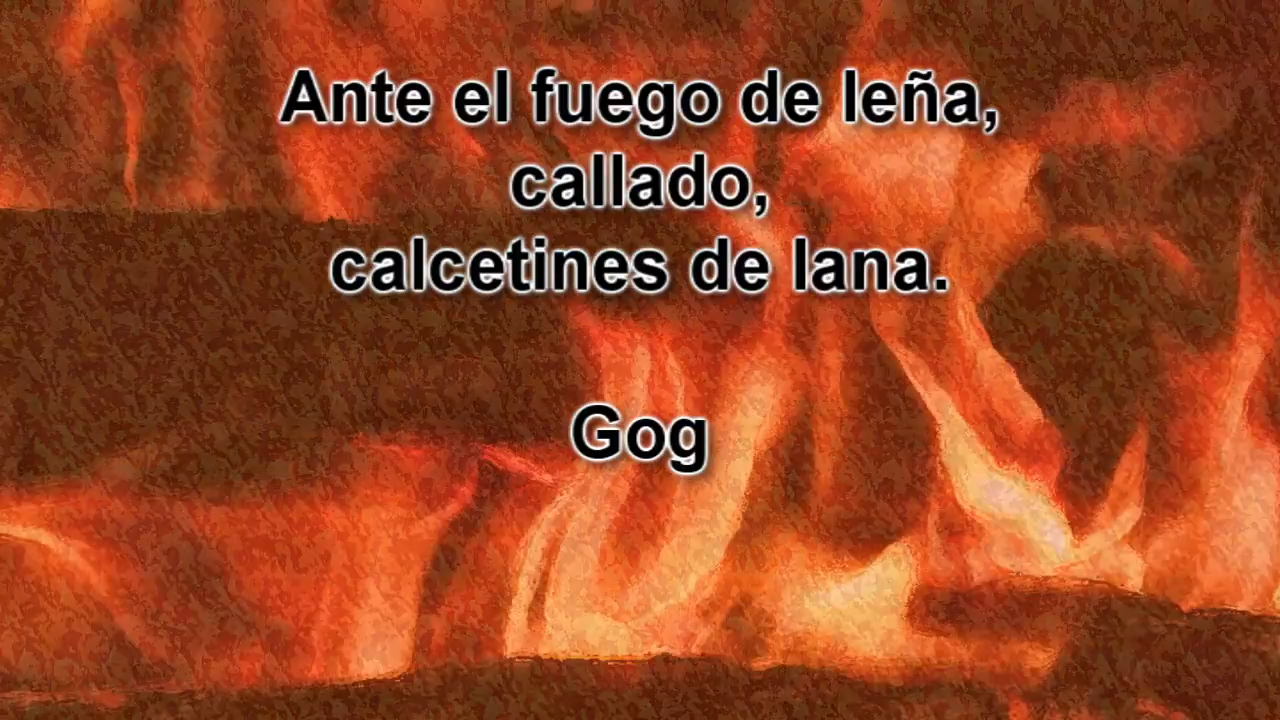 Ante el fuego de leña,
callado,
calcetines de lana.
Gog